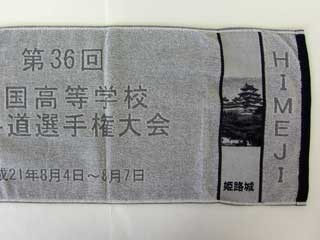 第36回
国高等学校
道選手権大会
成21年8月4日～8月7日
HIMEJI
姫路城